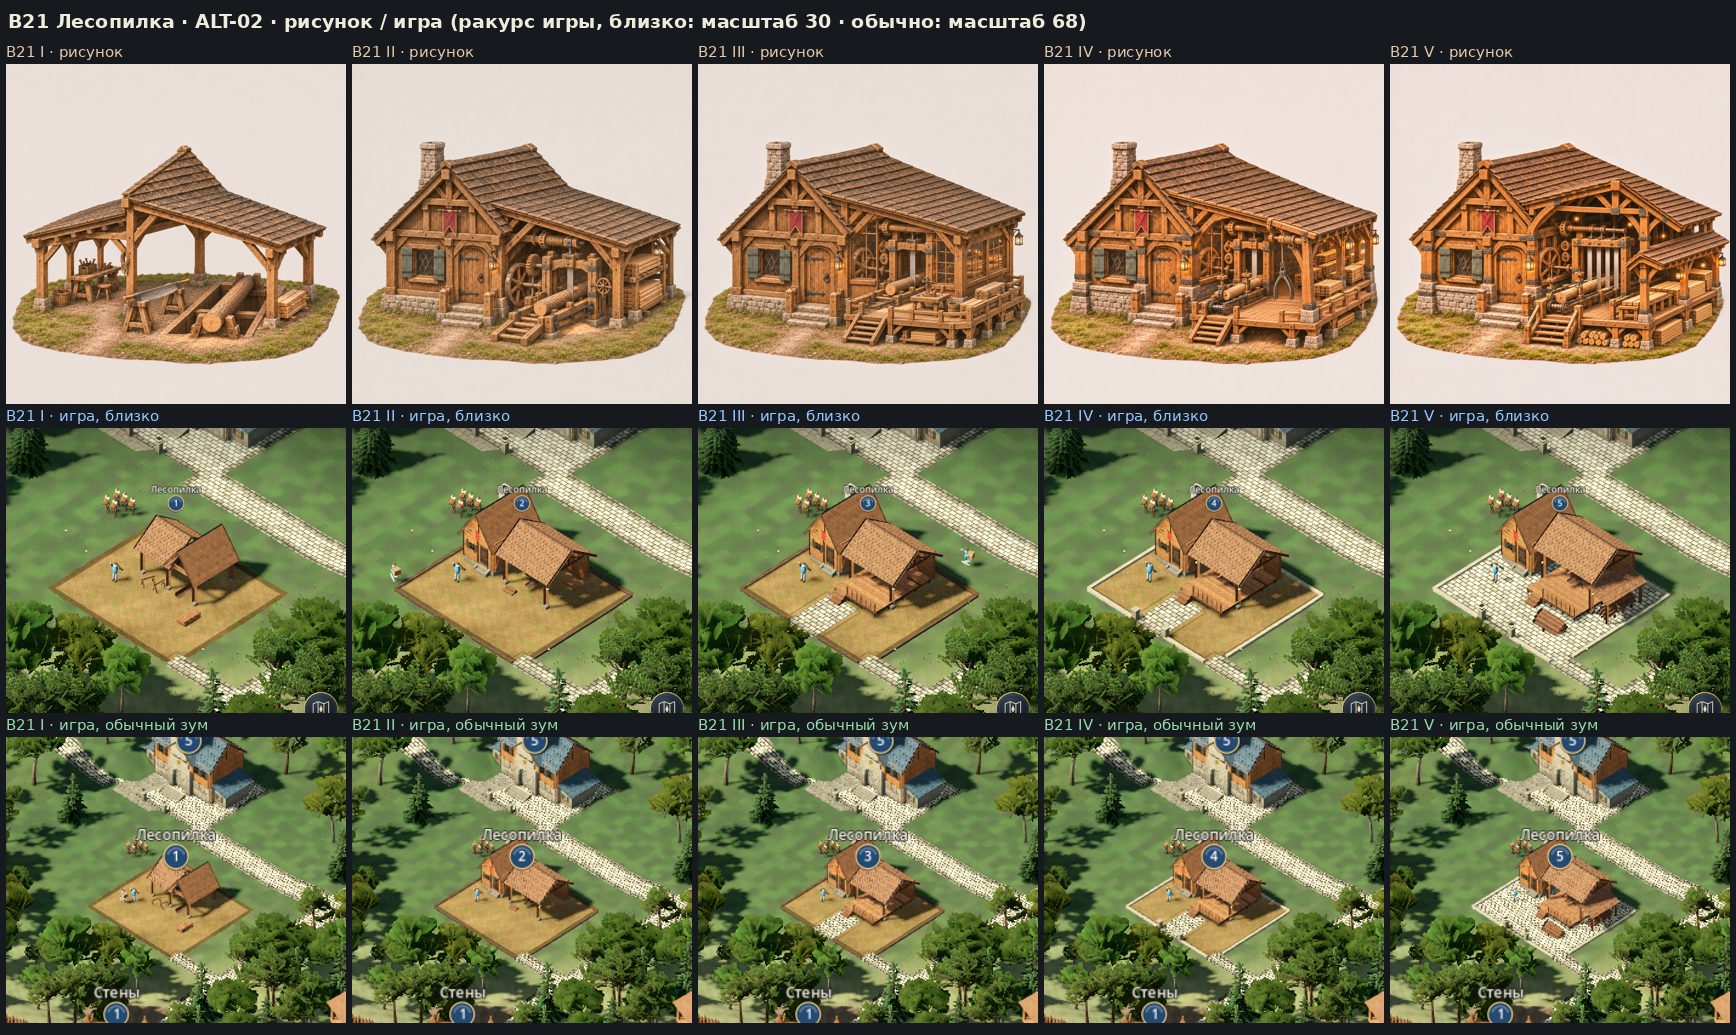 B21 Лесопилка · ALT-02 · рисунок / игра (ракурс игры, близко: масштаб 30 · обычно: масштаб 68)
B21 I · рисунок
B21 II · рисунок
B21 III · рисунок
B21 IV · рисунок
B21 V · рисунок
B21 I · игра, близко
B21 II · игра, близко
B21 III · игра, близко
B21 IV · игра, близко
B21 V · игра, близко
Лесопилка
1
Лесопилка
2
Лесопилка
3
Лесопилка
4
Лесопилка
5
B21 I · игра, обычный зум
B21 II · игра, обычный зум
B21 III · игра, обычный зум
B21 IV · игра, обычный зум
B21 V · игра, обычный зум
5
5
5
5
5
Лесопилка
1
Лесопилка
2
Лесопилка
3
Лесопилка
4
Лесопилка
5
Стены
1
Стены
1
Стены
1
Стены
1
Стены
1